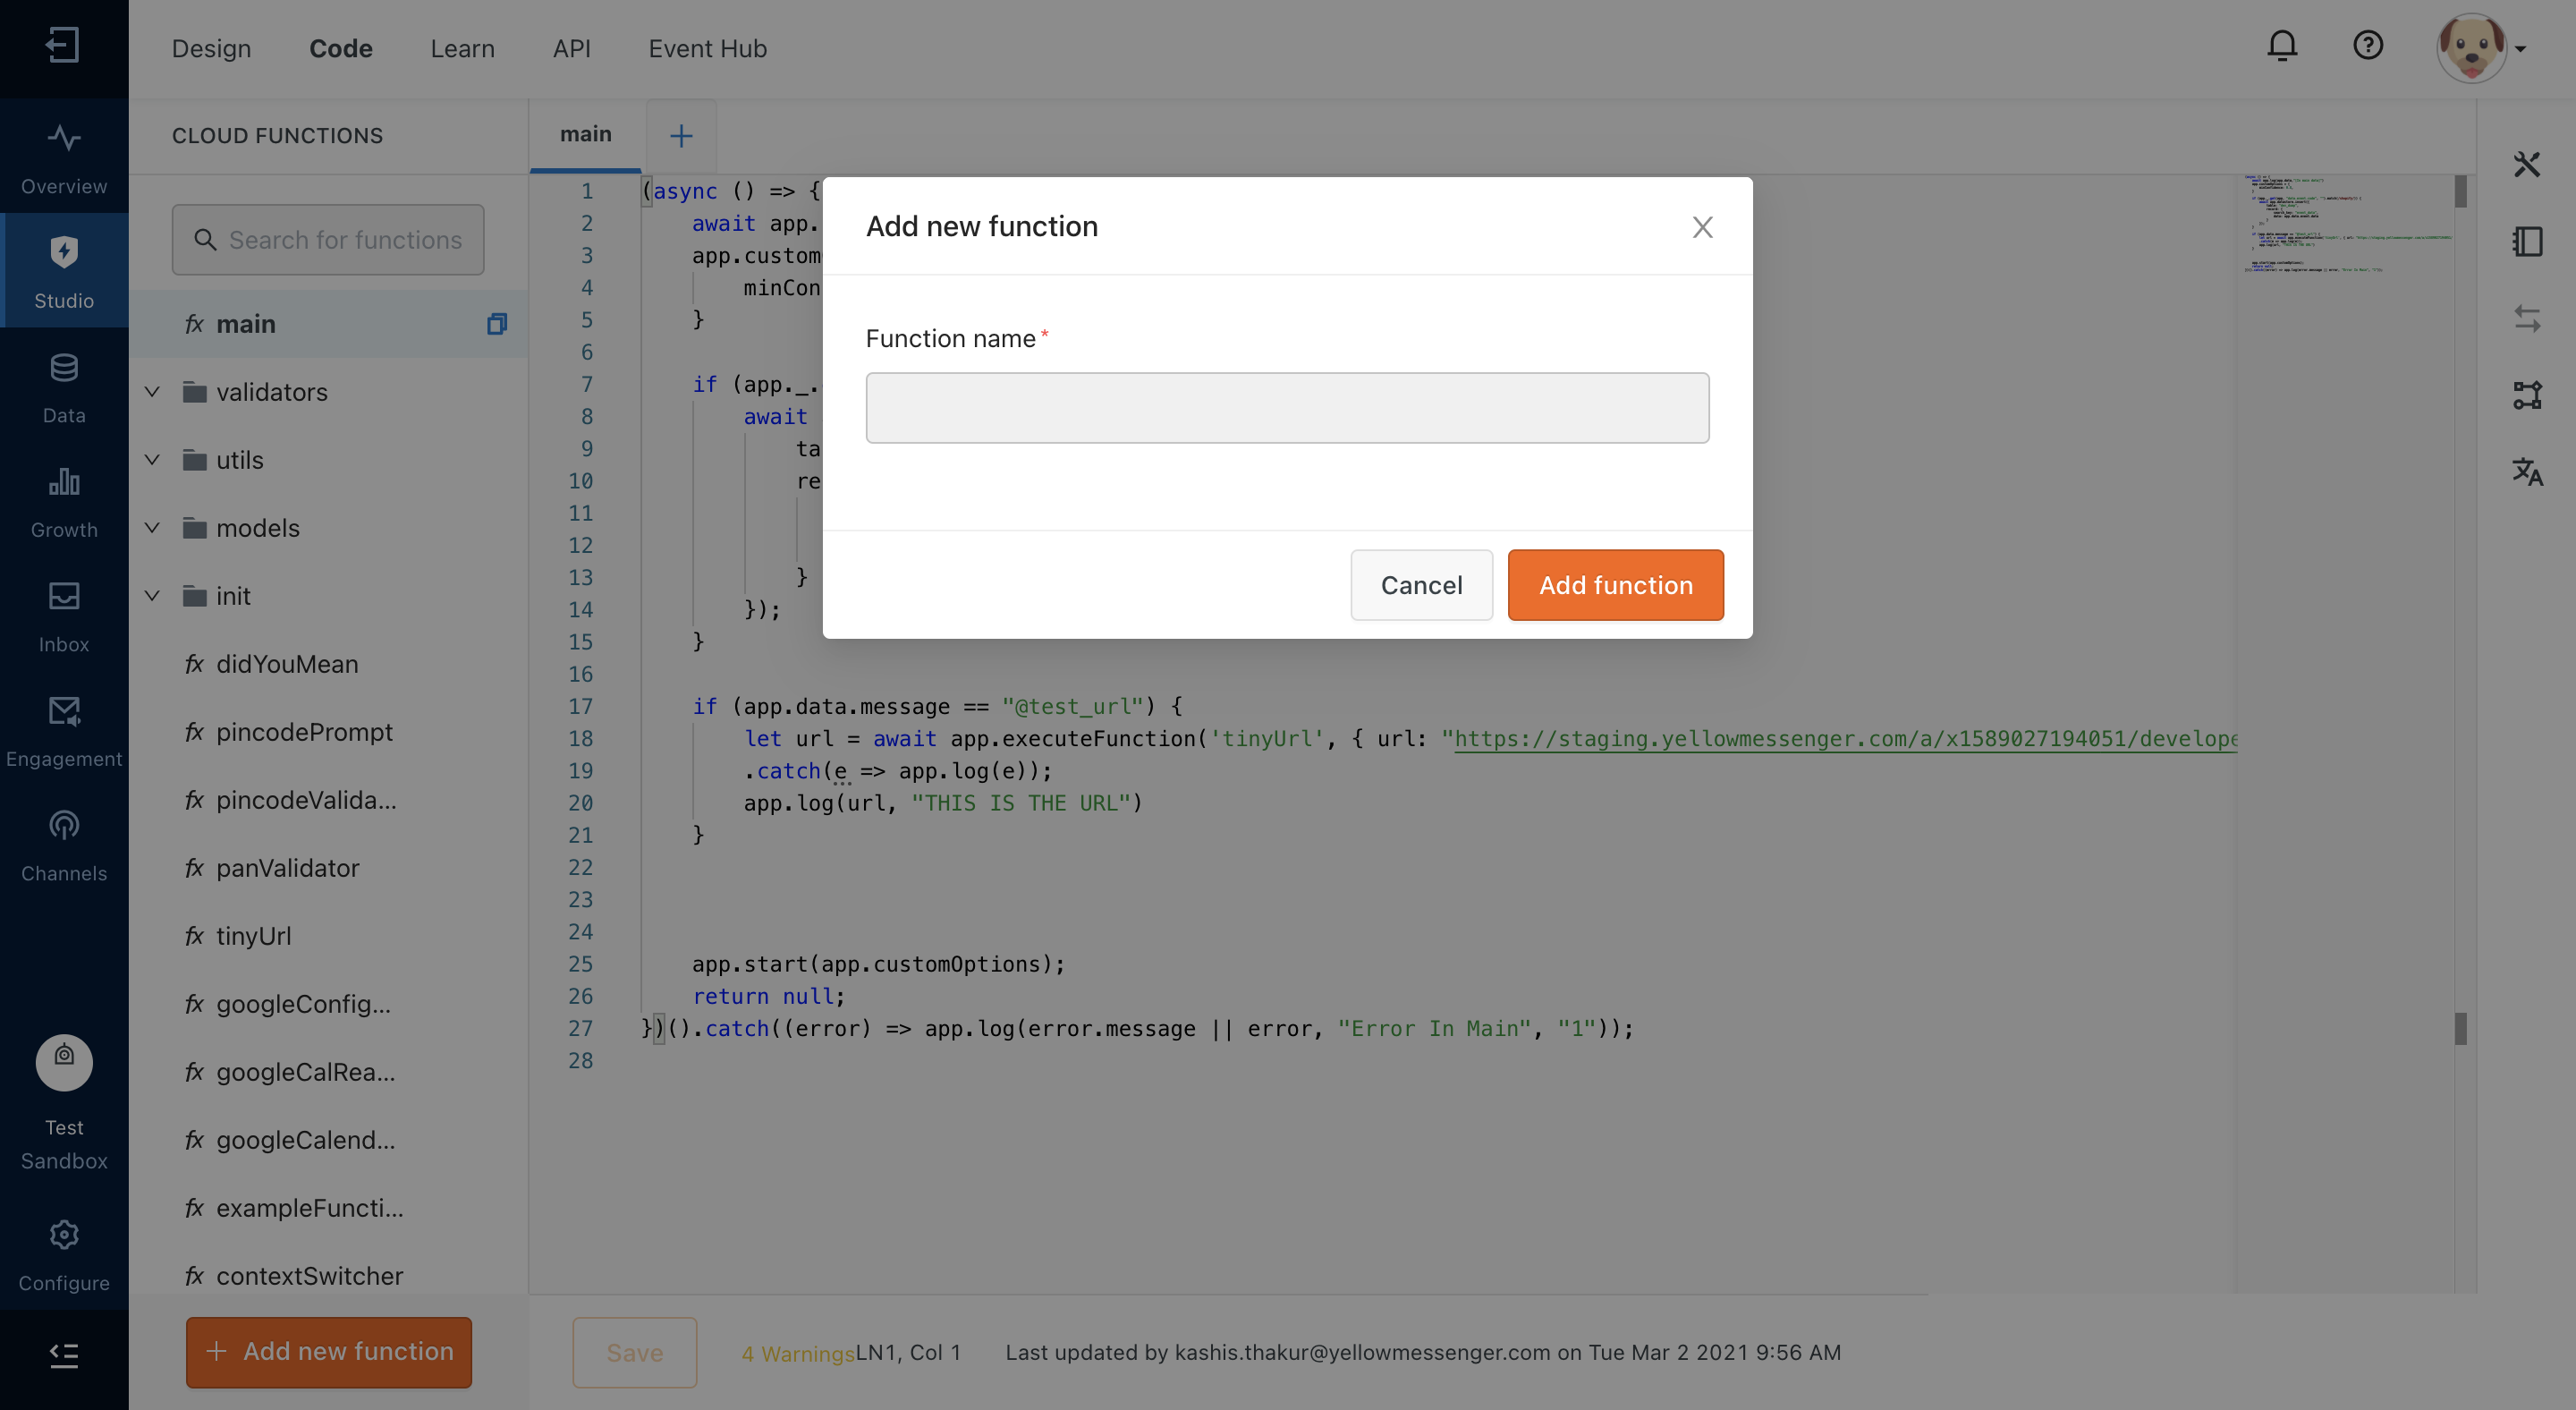 Design Code Learn API Event Hub
Overview
Studio
Data
Growth
Inbox
Engagement
Channels
Test
Sandbox
Configure
CLOUD FUNCTIONS
Search for functions
fx main
validators
utils
models
init
fx didYouMean
fx pincodePrompt
fx pincodeValida...
fx panValidator
fx tinyUrl
fx googleConfig...
fx googleCalRea...
fx googleCalend...
fx exampleFuncti...
fx contextSwitcher
+ Add new function
main +
1 (async () => {
2 await app.
3 app.custom
4 minCon
5 }
6
7 if (app._.
8 await
9 ta
10 re
11
12
13 }
14 });
15 }
16
17 if (app.data.message == "@test_url") {
18 let url = await app.executeFunction('tinyUrl', { url: "https://staging.yellowmessenger.com/a/x1589027194051/develope
19 .catch(e => app.log(e));
20 app.log(url, "THIS IS THE URL")
21 }
22
23
24
25 app.start(app.customOptions);
26 return null;
27 })().catch((error) => app.log(error.message || error, "Error In Main", "1"));
28
Add new function
Function name*
Cancel Add function
Save 4 Warnings LN1, Col 1 Last updated by kashis.thakur@yellowmessenger.com on Tue Mar 2 2021 9:56 AM